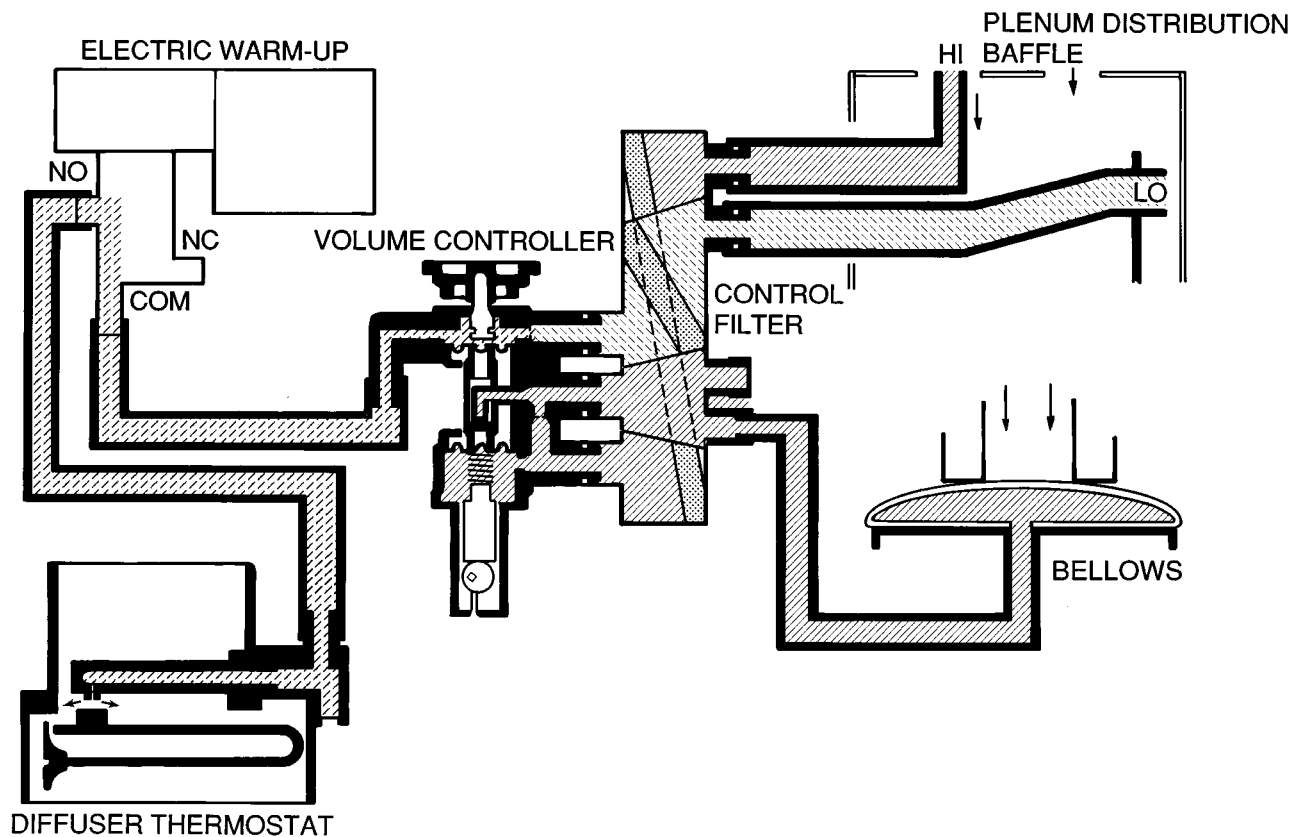 ELECTRIC WARM-UP
PLENUM DISTRIBUTION
BAFFLE
HI
NO
LO
NC
VOLUME CONTROLLER
COM
CONTROL
FILTER
BELLOWS
DIFFUSER THERMOSTAT